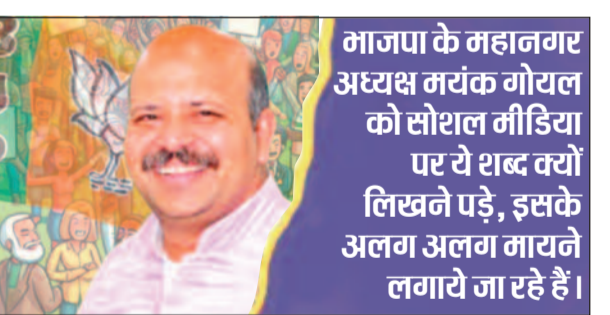 भाजपा के महानगर
अध्यक्ष मयंक गोयल
को सोशल मीडिया
पर ये शब्द क्यों
लिखने पड़े, इसके
अलग अलग मायने
लगाये जा रहे हैं।